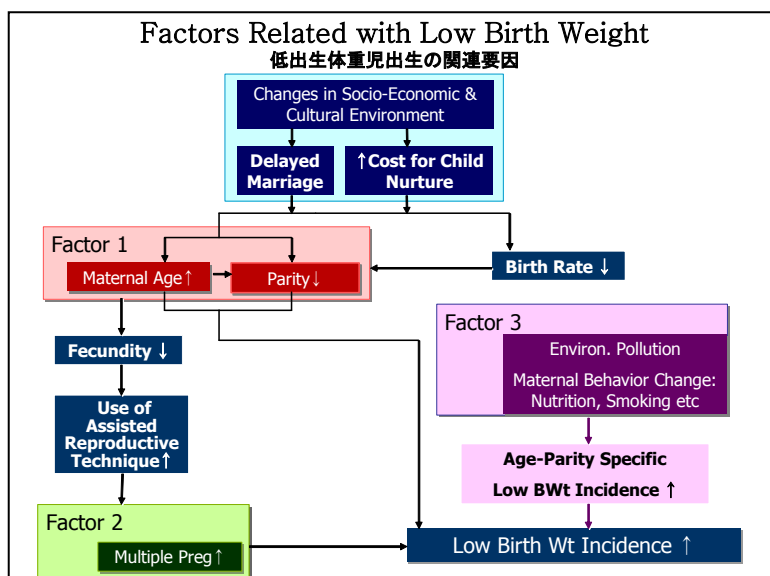 Factors Related with Low Birth Weight
低出生体重児出生の関連要因
Changes in Socio-Economic &
Cultural Environment
Delayed
Marriage
↑Cost for Child
Nurture
Factor 1
Maternal Age↑
Parity↓
Birth Rate ↓
Fecundity ↓
Use of
Assisted
Reproductive
Technique↑
Factor 3
Environ. Pollution
Maternal Behavior Change:
Nutrition, Smoking etc
Age-Parity Specific
Low BWt Incidence ↑
Factor 2
Multiple Preg↑
Low Birth Wt Incidence ↑